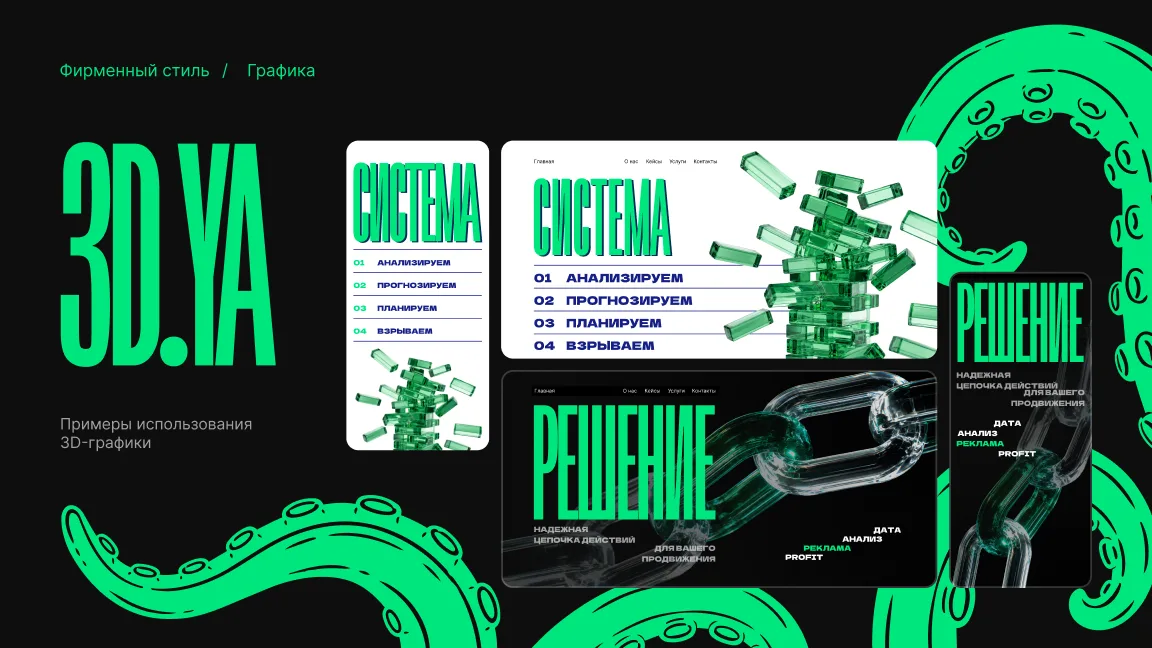 Фирменный стиль / Графика
3D.YA
Примеры использования
3D-графики
СИСТЕМА
01 АНАЛИЗИРУЕМ
02 ПРОГНОЗИРУЕМ
03 ПЛАНИРУЕМ
04 ВЗРЫВАЕМ
Главная О нас Кейсы Услуги Контакты
СИСТЕМА
01 АНАЛИЗИРУЕМ
02 ПРОГНОЗИРУЕМ
03 ПЛАНИРУЕМ
04 ВЗРЫВАЕМ
Главная О нас Кейсы Услуги Контакты
РЕШЕНИЕ
НАДЕЖНАЯ
ЦЕПОЧКА ДЕЙСТВИЙ
ДЛЯ ВАШЕГО
ПРОДВИЖЕНИЯ
ДАТА
АНАЛИЗ
РЕКЛАМА
PROFIT
РЕШЕНИЕ
НАДЕЖНАЯ
ЦЕПОЧКА ДЕЙСТВИЙ
ДЛЯ ВАШЕГО
ПРОДВИЖЕНИЯ
ДАТА
АНАЛИЗ
РЕКЛАМА
PROFIT